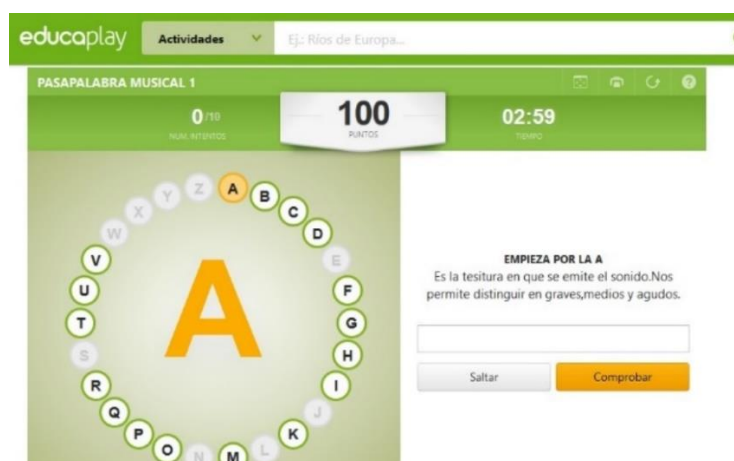 educaplay
Actividades
Ej.: Ríos de Europa...
PASAPALABRA MUSICAL 1
0/10
NUM. INTENTOS
100
PUNTOS
02:59
TIEMPO
A
B
C
D
E
F
G
H
I
J
K
L
M
N
O
P
Q
R
S
T
U
V
W
X
Y
Z
A
EMPIEZA POR LA A
Es la tesitura en que se emite el sonido.Nos
permite distinguir en graves,medios y agudos.
Saltar
Comprobar